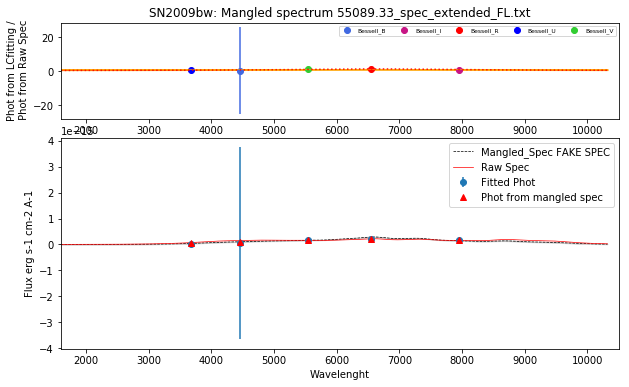 SN2009bw: Mangled spectrum 55089.33_spec_extended_FL.txt
Phot from LCfitting /
Phot from Raw Spec
20
0
−20
Bessell_B
Bessell_I
Bessell_R
Bessell_U
Bessell_V
2000 3000 4000 5000 6000 7000 8000 9000 10000
1e−15
Flux erg s-1 cm-2 A-1
4
3
2
1
0
−1
−2
−3
−4
Mangled_Spec FAKE SPEC
Raw Spec
Fitted Phot
Phot from mangled spec
2000 3000 4000 5000 6000 7000 8000 9000 10000
Wavelenght